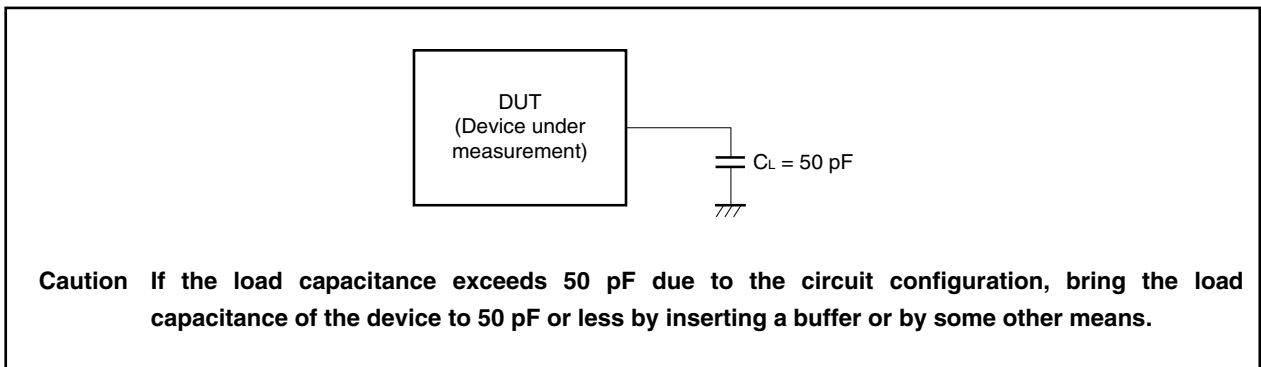 DUT
(Device under
measurement)
CL = 50 pF
Caution If the load capacitance exceeds 50 pF due to the circuit configuration, bring the load
capacitance of the device to 50 pF or less by inserting a buffer or by some other means.